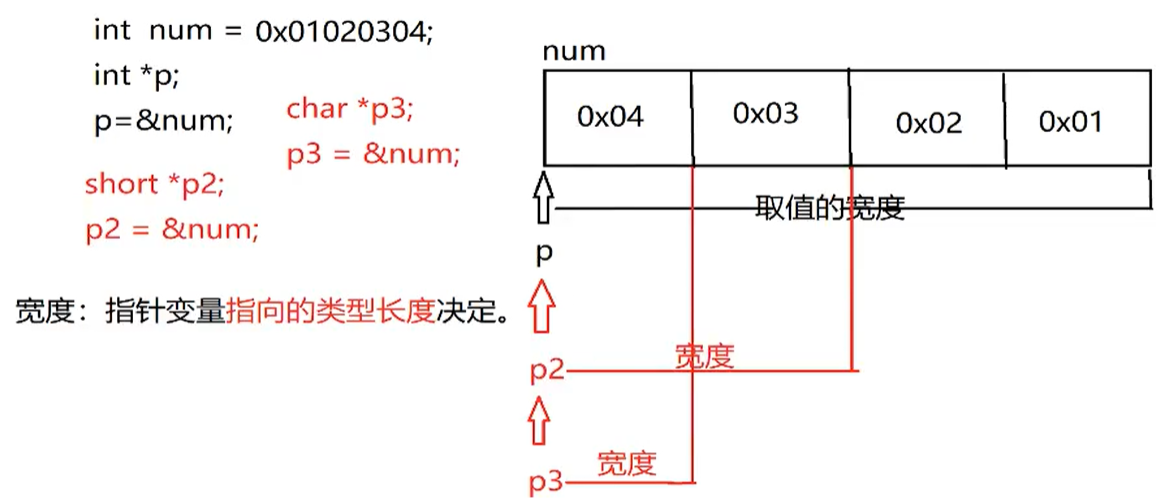 int num = 0x01020304;
int *p;
p=&num;
char *p3;
p3 = &num;
short *p2;
p2 = &num;
宽度：指针变量指向的类型长度决定。
num
0x04 0x03 0x02 0x01
取值的宽度
p
p2 宽度
p3 宽度